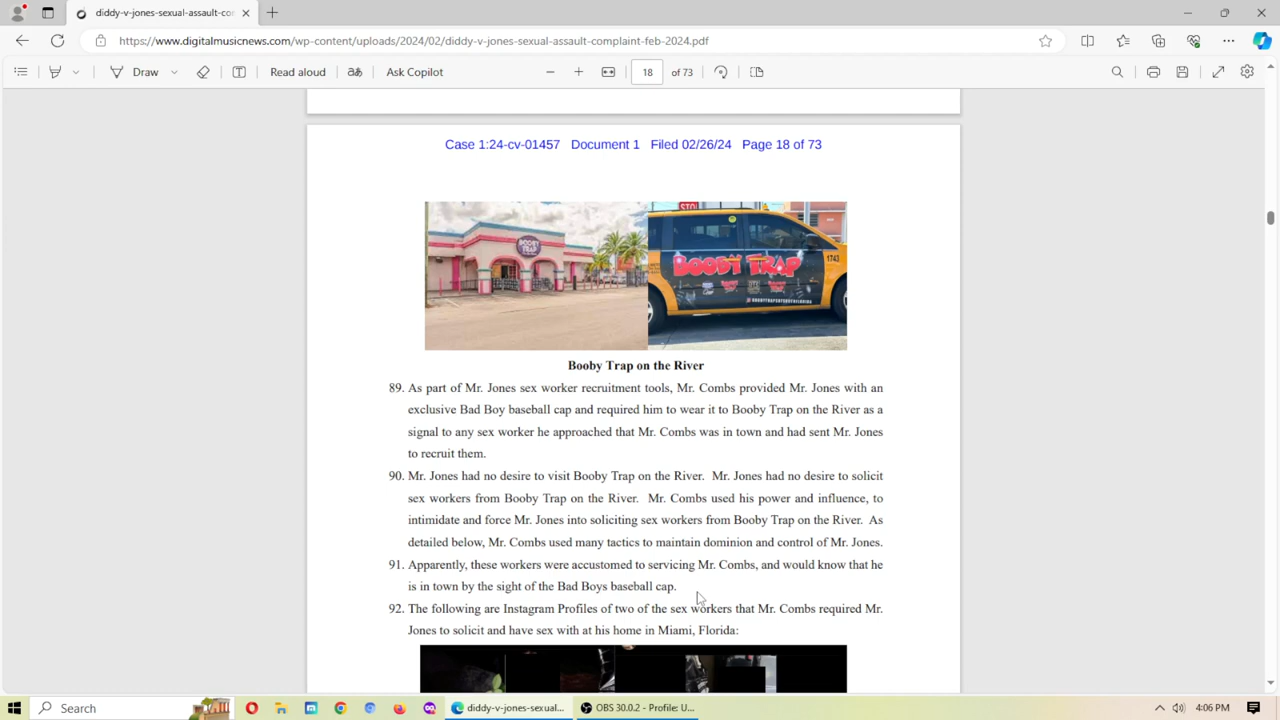 diddy-v-jones-sexual-assault-co
https://www.digitalmusicnews.com/wp-content/uploads/2024/02/diddy-v-jones-sexual-assault-complaint-feb-2024.pdf
Draw Read aloud Ask Copilot 18 of 73
Case 1:24-cv-01457 Document 1 Filed 02/26/24 Page 18 of 73
BOOBY
TRAP
STO
1743
BOOBY TRAP
Booby Trap on the River
89. As part of Mr. Jones sex worker recruitment tools, Mr. Combs provided Mr. Jones with an
exclusive Bad Boy baseball cap and required him to wear it to Booby Trap on the River as a
signal to any sex worker he approached that Mr. Combs was in town and had sent Mr. Jones
to recruit them.
90. Mr. Jones had no desire to visit Booby Trap on the River. Mr. Jones had no desire to solicit
sex workers from Booby Trap on the River. Mr. Combs used his power and influence, to
intimidate and force Mr. Jones into soliciting sex workers from Booby Trap on the River. As
detailed below, Mr. Combs used many tactics to maintain dominion and control of Mr. Jones.
91. Apparently, these workers were accustomed to servicing Mr. Combs, and would know that he
is in town by the sight of the Bad Boys baseball cap.
92. The following are Instagram Profiles of two of the sex workers that Mr. Combs required Mr.
Jones to solicit and have sex with at his home in Miami, Florida:
Search diddy-v-jones-sexual... OBS 30.0.2 - Profile: U... 4:06 PM